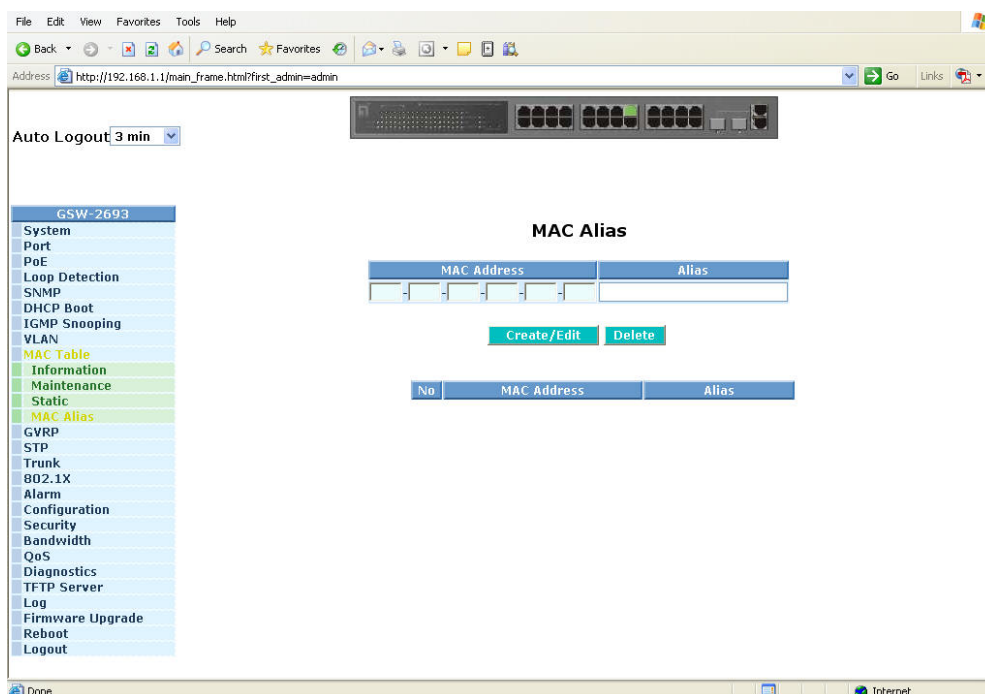 File Edit View Favorites Tools Help
Back Search Favorites
Address http://192.168.1.1/main_frame.html?first_admin=admin Go Links
Auto Logout 3 min
GSW-2693
System
Port
PoE
Loop Detection
SNMP
DHCP Boot
IGMP Snooping
VLAN
MAC Table
Information
Maintenance
Static
MAC Alias
GVRP
STP
Trunk
802.1X
Alarm
Configuration
Security
Bandwidth
QoS
Diagnostics
TFTP Server
Log
Firmware Upgrade
Reboot
Logout
MAC Alias
MAC Address Alias
- - - - -
Create/Edit Delete
No MAC Address Alias
Done Internet